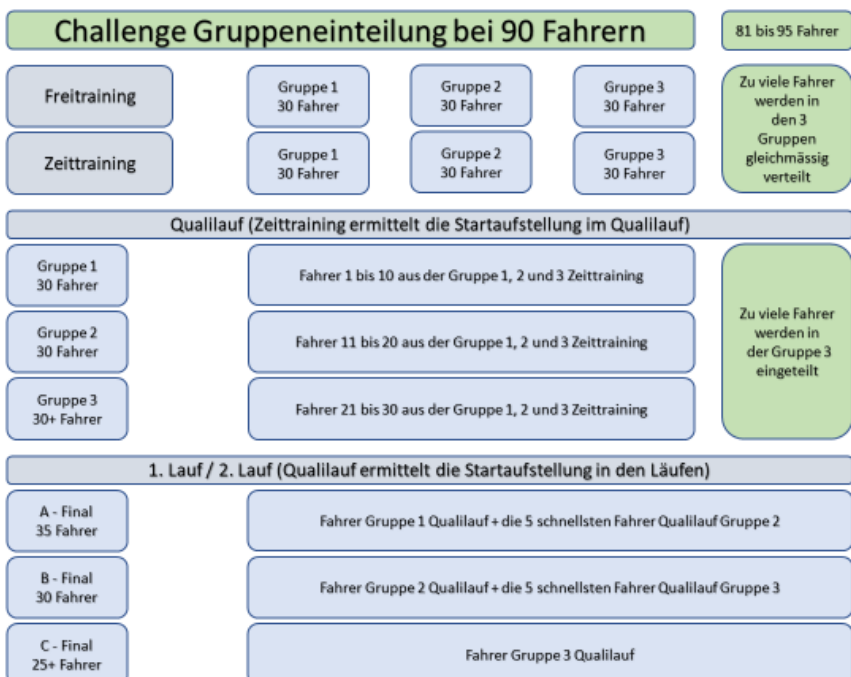 Challenge Gruppeneinteilung bei 90 Fahrern
81 bis 95 Fahrer
Freitraining
Gruppe 1
30 Fahrer
Gruppe 2
30 Fahrer
Gruppe 3
30 Fahrer
Zu viele Fahrer
werden in
den 3
Gruppen
gleichmässig
verteilt
Zeittraining
Gruppe 1
30 Fahrer
Gruppe 2
30 Fahrer
Gruppe 3
30 Fahrer
Qualilauf (Zeittraining ermittelt die Startaufstellung im Qualilauf)
Gruppe 1
30 Fahrer
Fahrer 1 bis 10 aus der Gruppe 1, 2 und 3 Zeittraining
Gruppe 2
30 Fahrer
Fahrer 11 bis 20 aus der Gruppe 1, 2 und 3 Zeittraining
Gruppe 3
30+ Fahrer
Fahrer 21 bis 30 aus der Gruppe 1, 2 und 3 Zeittraining
Zu viele Fahrer
werden in
der Gruppe 3
eingeteilt
1. Lauf / 2. Lauf (Qualilauf ermittelt die Startaufstellung in den Läufen)
A - Final
35 Fahrer
Fahrer Gruppe 1 Qualilauf + die 5 schnellsten Fahrer Qualilauf Gruppe 2
B - Final
30 Fahrer
Fahrer Gruppe 2 Qualilauf + die 5 schnellsten Fahrer Qualilauf Gruppe 3
C - Final
25+ Fahrer
Fahrer Gruppe 3 Qualilauf